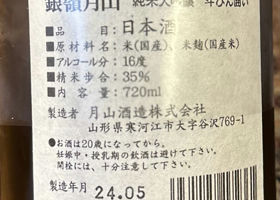 銀嶺月山 純米大吟醸 斗びん囲い
■品目：日本酒
■原材料名：米(国産)、米麹(国産米)
■アルコール分：16度
■精米歩合：35%
■内容量：720ml
製造者 月山酒造株式会社
山形県寒河江市大字谷沢769-1
●お酒は20歳になってから。
妊娠中・授乳期の飲酒は避けて下さい。
開栓には、十分注意して下さい。
製造年月 24.05